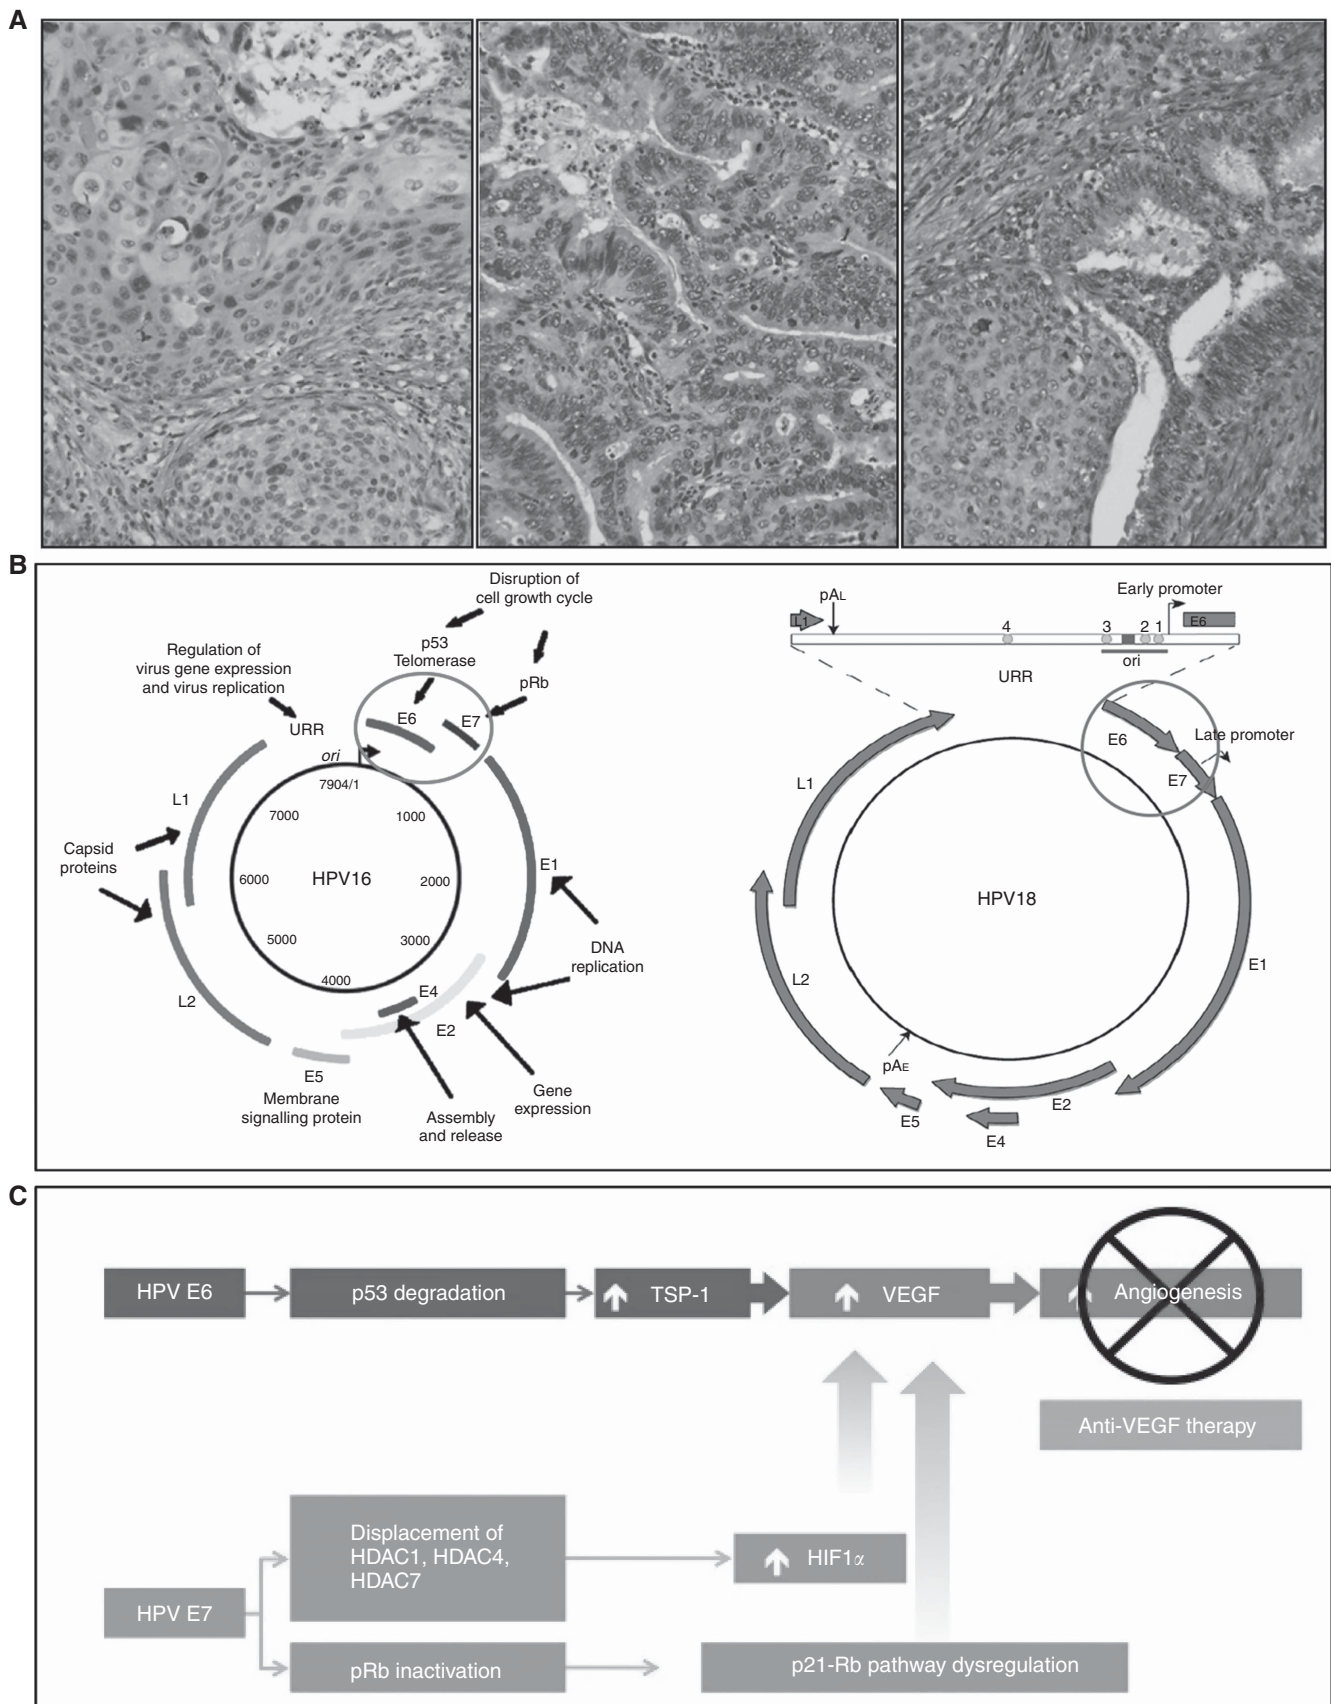 A
B
Disruption of
cell growth cycle
p53
Telomerase
pRb
Regulation of
virus gene expression
and virus replication
URR
E6
E7
ori
7904/1
1000
2000
3000
4000
5000
6000
7000
HPV16
L1
Capsid
proteins
L2
E1
DNA
replication
E4
E2
E5
Membrane
signalling protein
Assembly
and release
Gene
expression
pAL
Early promoter
L1
4
3
2
1
E6
ori
URR
E6
Late promoter
E7
L1
HPV18
L2
E1
pAE
E5
E4
E2
C
HPV E6
p53 degradation
TSP-1
VEGF
Angiogenesis
Anti-VEGF therapy
Displacement of
HDAC1, HDAC4,
HDAC7
HIF1α
HPV E7
pRb inactivation
p21-Rb pathway dysregulation